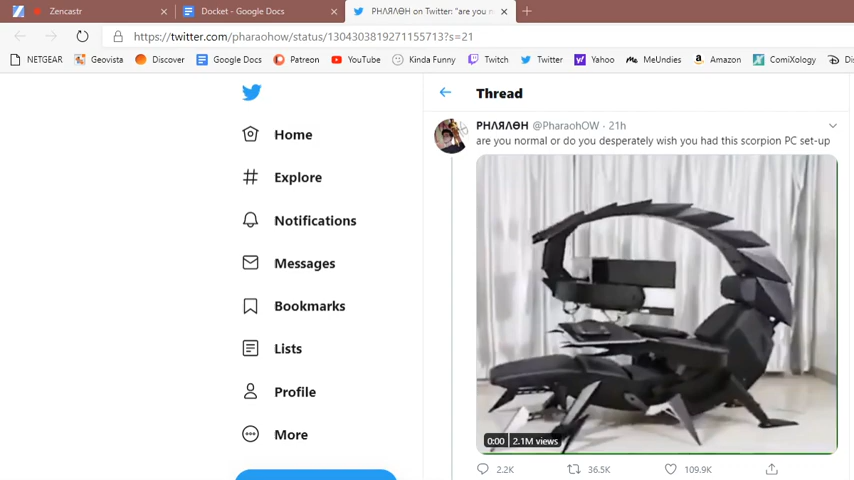 Zencastr
Docket - Google Docs
PHΛЯΛΘH on Twitter: "are you n
https://twitter.com/pharaohow/status/1304303819271155713?s=21
NETGEAR
Geovista
Discover
Google Docs
Patreon
YouTube
Kinda Funny
Twitch
Twitter
Yahoo
MeUndies
Amazon
ComiXology
Dis
Thread
PHΛЯΛΘH @PharaohOW · 21h
are you normal or do you desperately wish you had this scorpion PC set-up
Home
Explore
Notifications
Messages
Bookmarks
Lists
Profile
More
0:00 2.1M views
2.2K 36.5K 109.9K